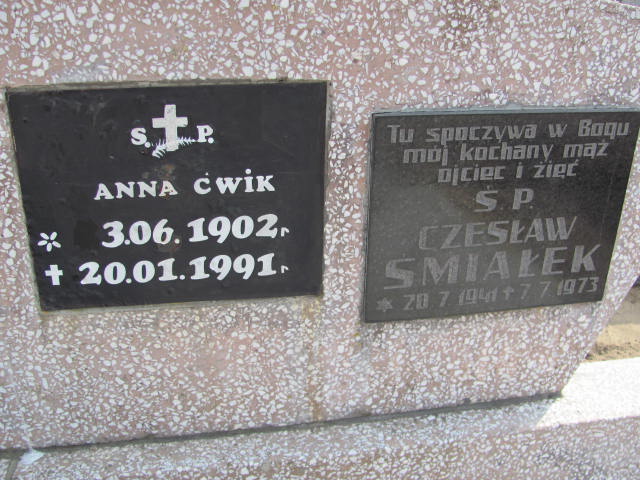 S. P.
ANNA ĆWIK
* 3.06.1902 r
+ 20.01.1991 r
Tu spoczywa w Bogu
mój kochany mąż
ojciec i zięć
S P
CZESŁAW
ŚMIAŁEK
* 20 7 1941 + 7 7 1973